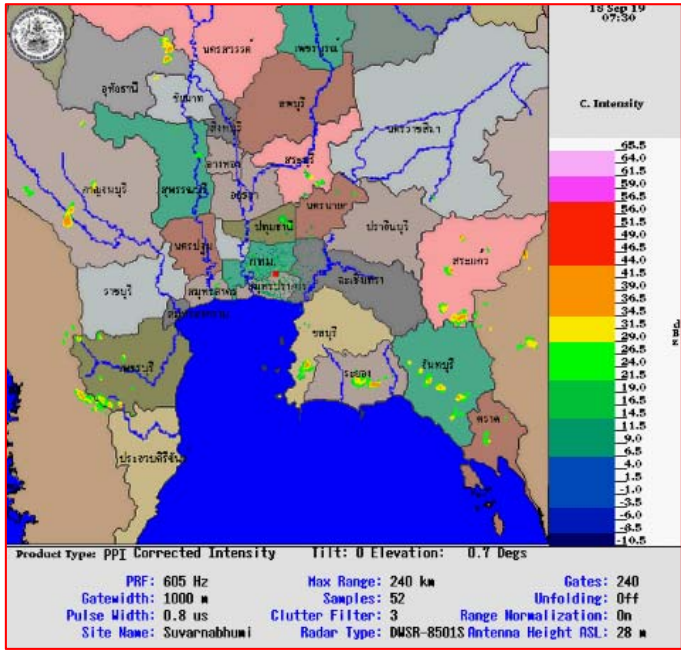 18 Sep 19
07:30
C. Intensity
นครสวรรค์
เพชรบูรณ์
อุทัยธานี
ชัยนาท
ลพบุรี
สิงห์บุรี
นครราชสีมา
อ่างทอง
สระบุรี
กาญจนบุรี
สุพรรณบุรี
อยุธยา
นครนายก
ปราจีนบุรี
ปทุมธานี
นครปฐม
สระแก้ว
กทม.
ราชบุรี
สมุทรสาคร
สมุทรปราการ
ฉะเชิงเทรา
สมุทรสงคราม
ชลบุรี
เพชรบุรี
ระยอง
จันทบุรี
ตราด
ประจวบคีรีขันธ์
65.5
64.0
61.5
59.0
56.5
56.0
51.5
49.0
46.5
44.0
41.5
39.0
36.5
34.0
31.5
29.0
26.5
24.0
21.5
19.0
16.5
14.5
11.5
9.0
6.5
4.0
1.5
-1.0
-3.5
-6.0
-8.5
-10.5
Product Type: PPI Corrected Intensity Tilt: 0 Elevation: 0.7 Degs
PRF: 605 Hz Max Range: 240 km Gates: 240
Gatewidth: 1000 m Samples: 52 Unfolding: Off
Pulse Width: 0.8 us Clutter Filter: 3 Range Normalization: On
Site Name: Suvarnabhumi Radar Type: DWSR-8501S Antenna Height ASL: 28 m